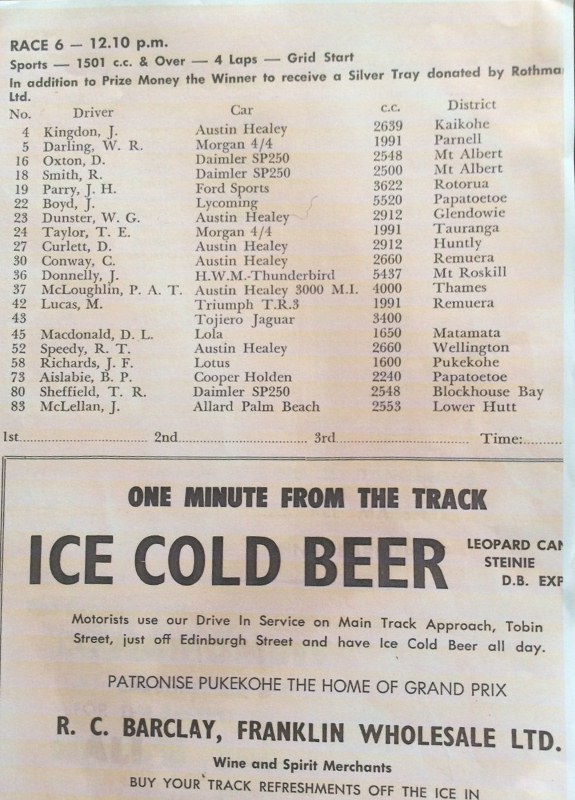 RACE 6 — 12.10 p.m.
Sports — 1501 c.c. & Over — 4 Laps — Grid Start
In addition to Prize Money the Winner to receive a Silver Tray donated by Rothma
Ltd.
No. Driver Car c.c. District
4 Kingdon, J. Austin Healey 2639 Kaikohe
5 Darling, W. R. Morgan 4/4 1991 Parnell
16 Oxton, D. Daimler SP250 2548 Mt Albert
18 Smith, R. Daimler SP250 2500 Mt Albert
19 Parry, J. H. Ford Sports 3622 Rotorua
22 Boyd, J. Lycoming 5520 Papatoetoe
23 Dunster, W. G. Austin Healey 2912 Glendowie
24 Taylor, T. E. Morgan 4/4 1991 Tauranga
27 Curlett, D. Austin Healey 2912 Huntly
30 Conway, C. Austin Healey 2660 Remuera
36 Donnelly, J. H.W.M.-Thunderbird 5437 Mt Roskill
37 McLoughlin, P. A. T. Austin Healey 3000 M.I. 4000 Thames
42 Lucas, M. Triumph T.R.3 1991 Remuera
43 Tojiero Jaguar 3400
45 Macdonald, D. L. Lola 1650 Matamata
52 Speedy, R. T. Austin Healey 2660 Wellington
58 Richards, J. F. Lotus 1600 Pukekohe
73 Aislabie, B. P. Cooper Holden 2240 Papatoetoe
80 Sheffield, T. R. Daimler SP250 2548 Blockhouse Bay
83 McLellan, J. Allard Palm Beach 2553 Lower Hutt
1st.............................. 2nd.............................. 3rd.............................. Time:..........
ONE MINUTE FROM THE TRACK
ICE COLD BEER
LEOPARD CAN
STEINIE
D.B. EXP
Motorists use our Drive In Service on Main Track Approach, Tobin
Street, just off Edinburgh Street and have Ice Cold Beer all day.
PATRONISE PUKEKOHE THE HOME OF GRAND PRIX
R. C. BARCLAY, FRANKLIN WHOLESALE LTD.
Wine and Spirit Merchants
BUY YOUR TRACK REFRESHMENTS OFF THE ICE IN